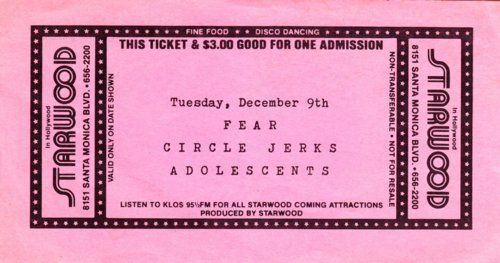 FINE FOOD ★ DISCO DANCING
THIS TICKET & $3.00 GOOD FOR ONE ADMISSION
In Hollywood
STARWOOD
8151 SANTA MONICA BLVD. • 656-2200
VALID ONLY ON DATE SHOWN
Tuesday, December 9th
FEAR
CIRCLE JERKS
ADOLESCENTS
LISTEN TO KLOS 95½FM FOR ALL STARWOOD COMING ATTRACTIONS
PRODUCED BY STARWOOD
NON-TRANSFERABLE • NOT FOR RESALE
8151 SANTA MONICA BLVD. • 656-2200
STARWOOD
In Hollywood